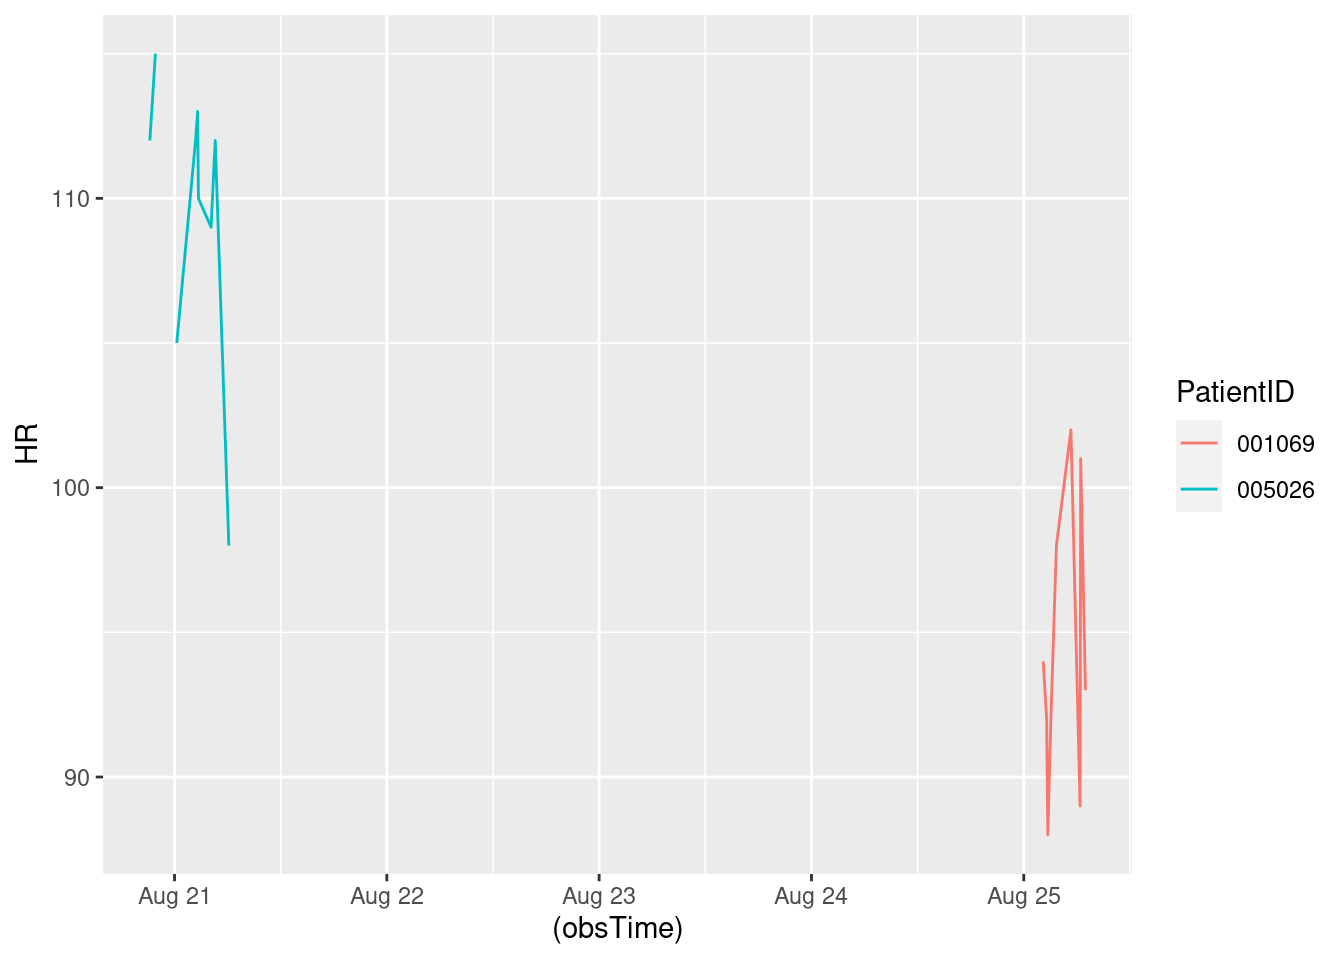 110
100
90
HR
Aug 21
Aug 22
Aug 23
Aug 24
Aug 25
(obsTime)
PatientID
001069
005026